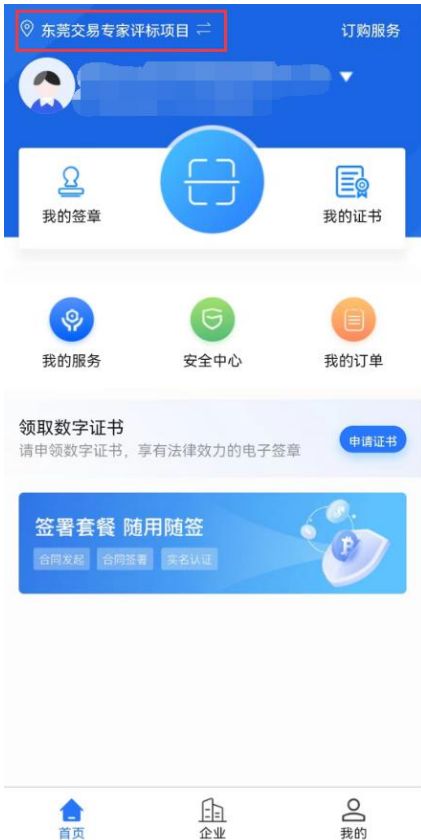 东莞交易专家评标项目
订购服务
我的签章
我的证书
我的服务
安全中心
我的订单
领取数字证书
请申领数字证书，享有法律效力的电子签章
申请证书
签署套餐 随用随签
合同发起 合同签署 实名认证
首页
企业
我的